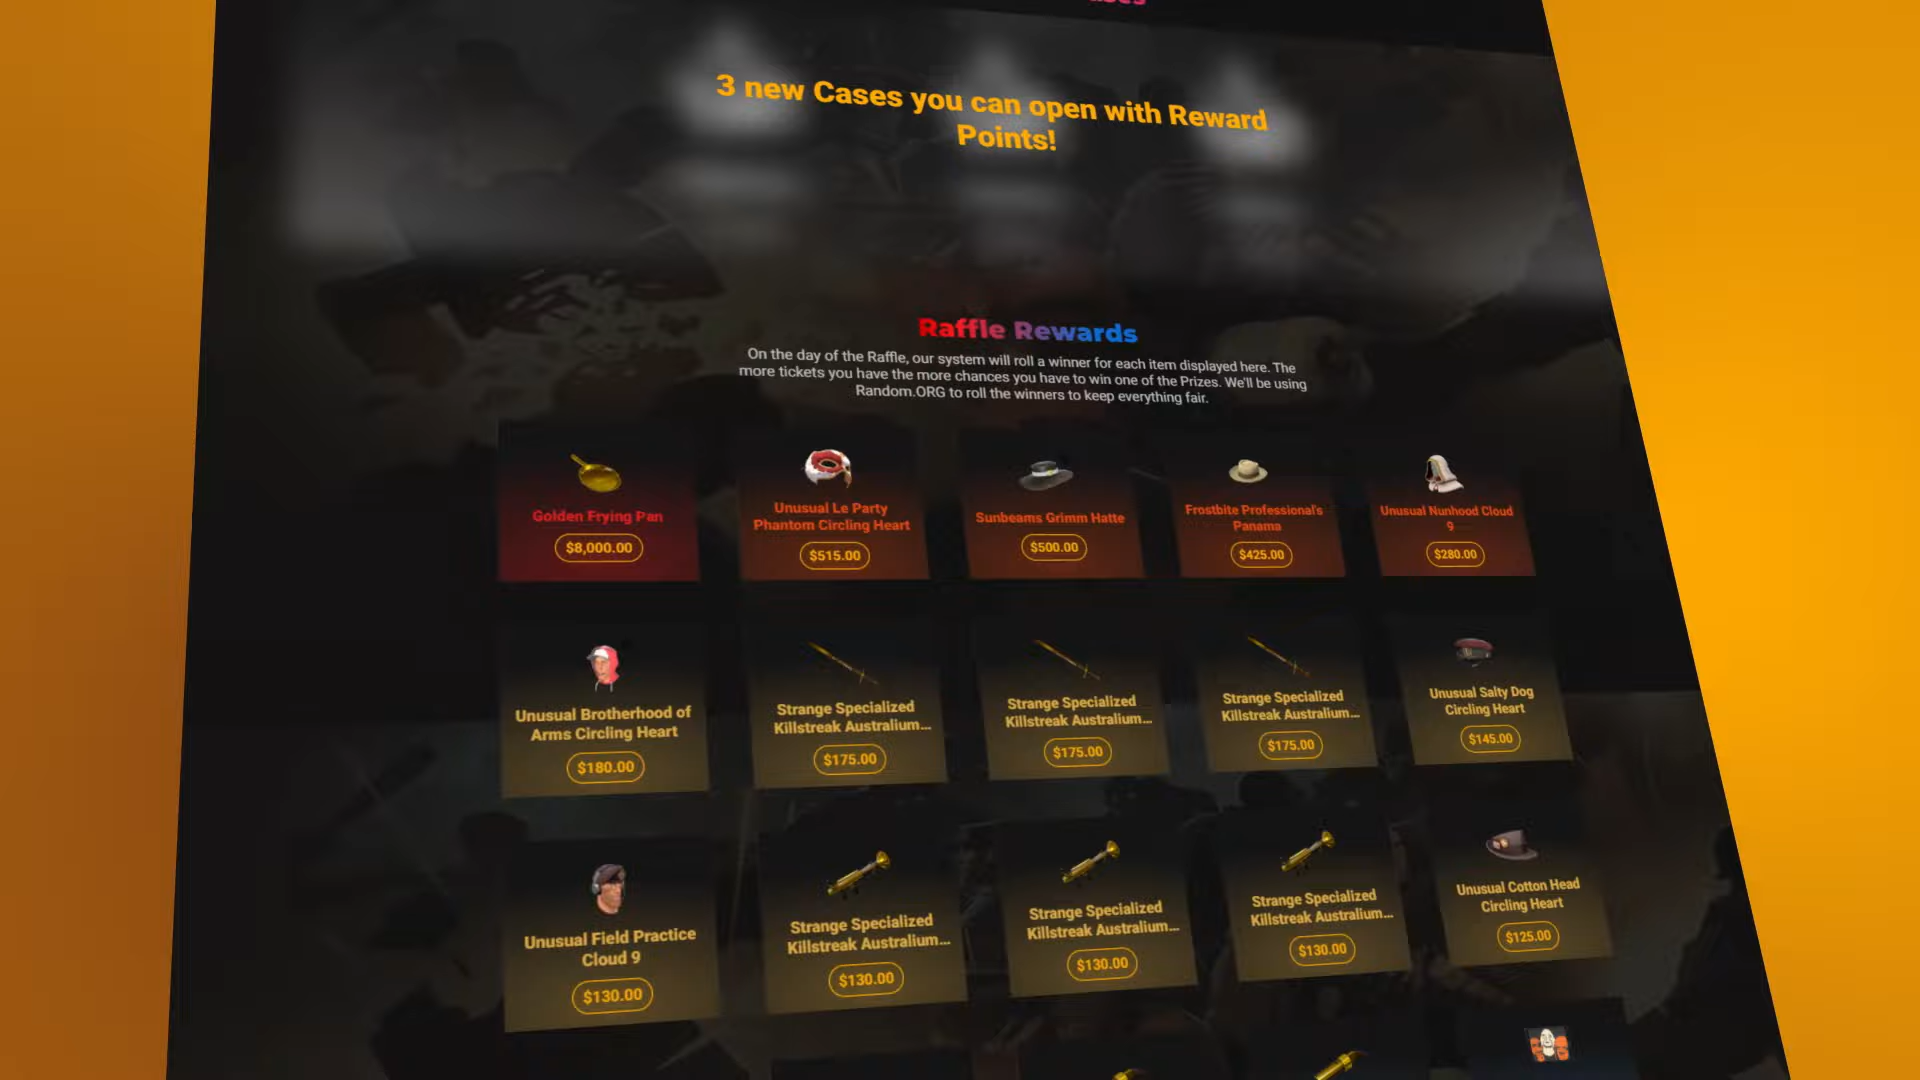 3 new Cases you can open with Reward
Points!
Raffle Rewards
On the day of the Raffle, our system will roll a winner for each item displayed here. The
more tickets you have the more chances you have to win one of the Prizes. We'll be using
Random.ORG to roll the winners to keep everything fair.
Golden Frying Pan
$8,000.00
Unusual Le Party
Phantom Circling Heart
$515.00
Sunbeams Grimm Hatte
$500.00
Frostbite Professional's
Panama
$425.00
Unusual Nunhood Cloud
9
$280.00
Unusual Brotherhood of
Arms Circling Heart
$180.00
Strange Specialized
Killstreak Australium...
$175.00
Strange Specialized
Killstreak Australium...
$175.00
Strange Specialized
Killstreak Australium...
$175.00
Unusual Salty Dog
Circling Heart
$145.00
Unusual Field Practice
Cloud 9
$130.00
Strange Specialized
Killstreak Australium...
$130.00
Strange Specialized
Killstreak Australium...
$130.00
Strange Specialized
Killstreak Australium...
$130.00
Unusual Cotton Head
Circling Heart
$125.00